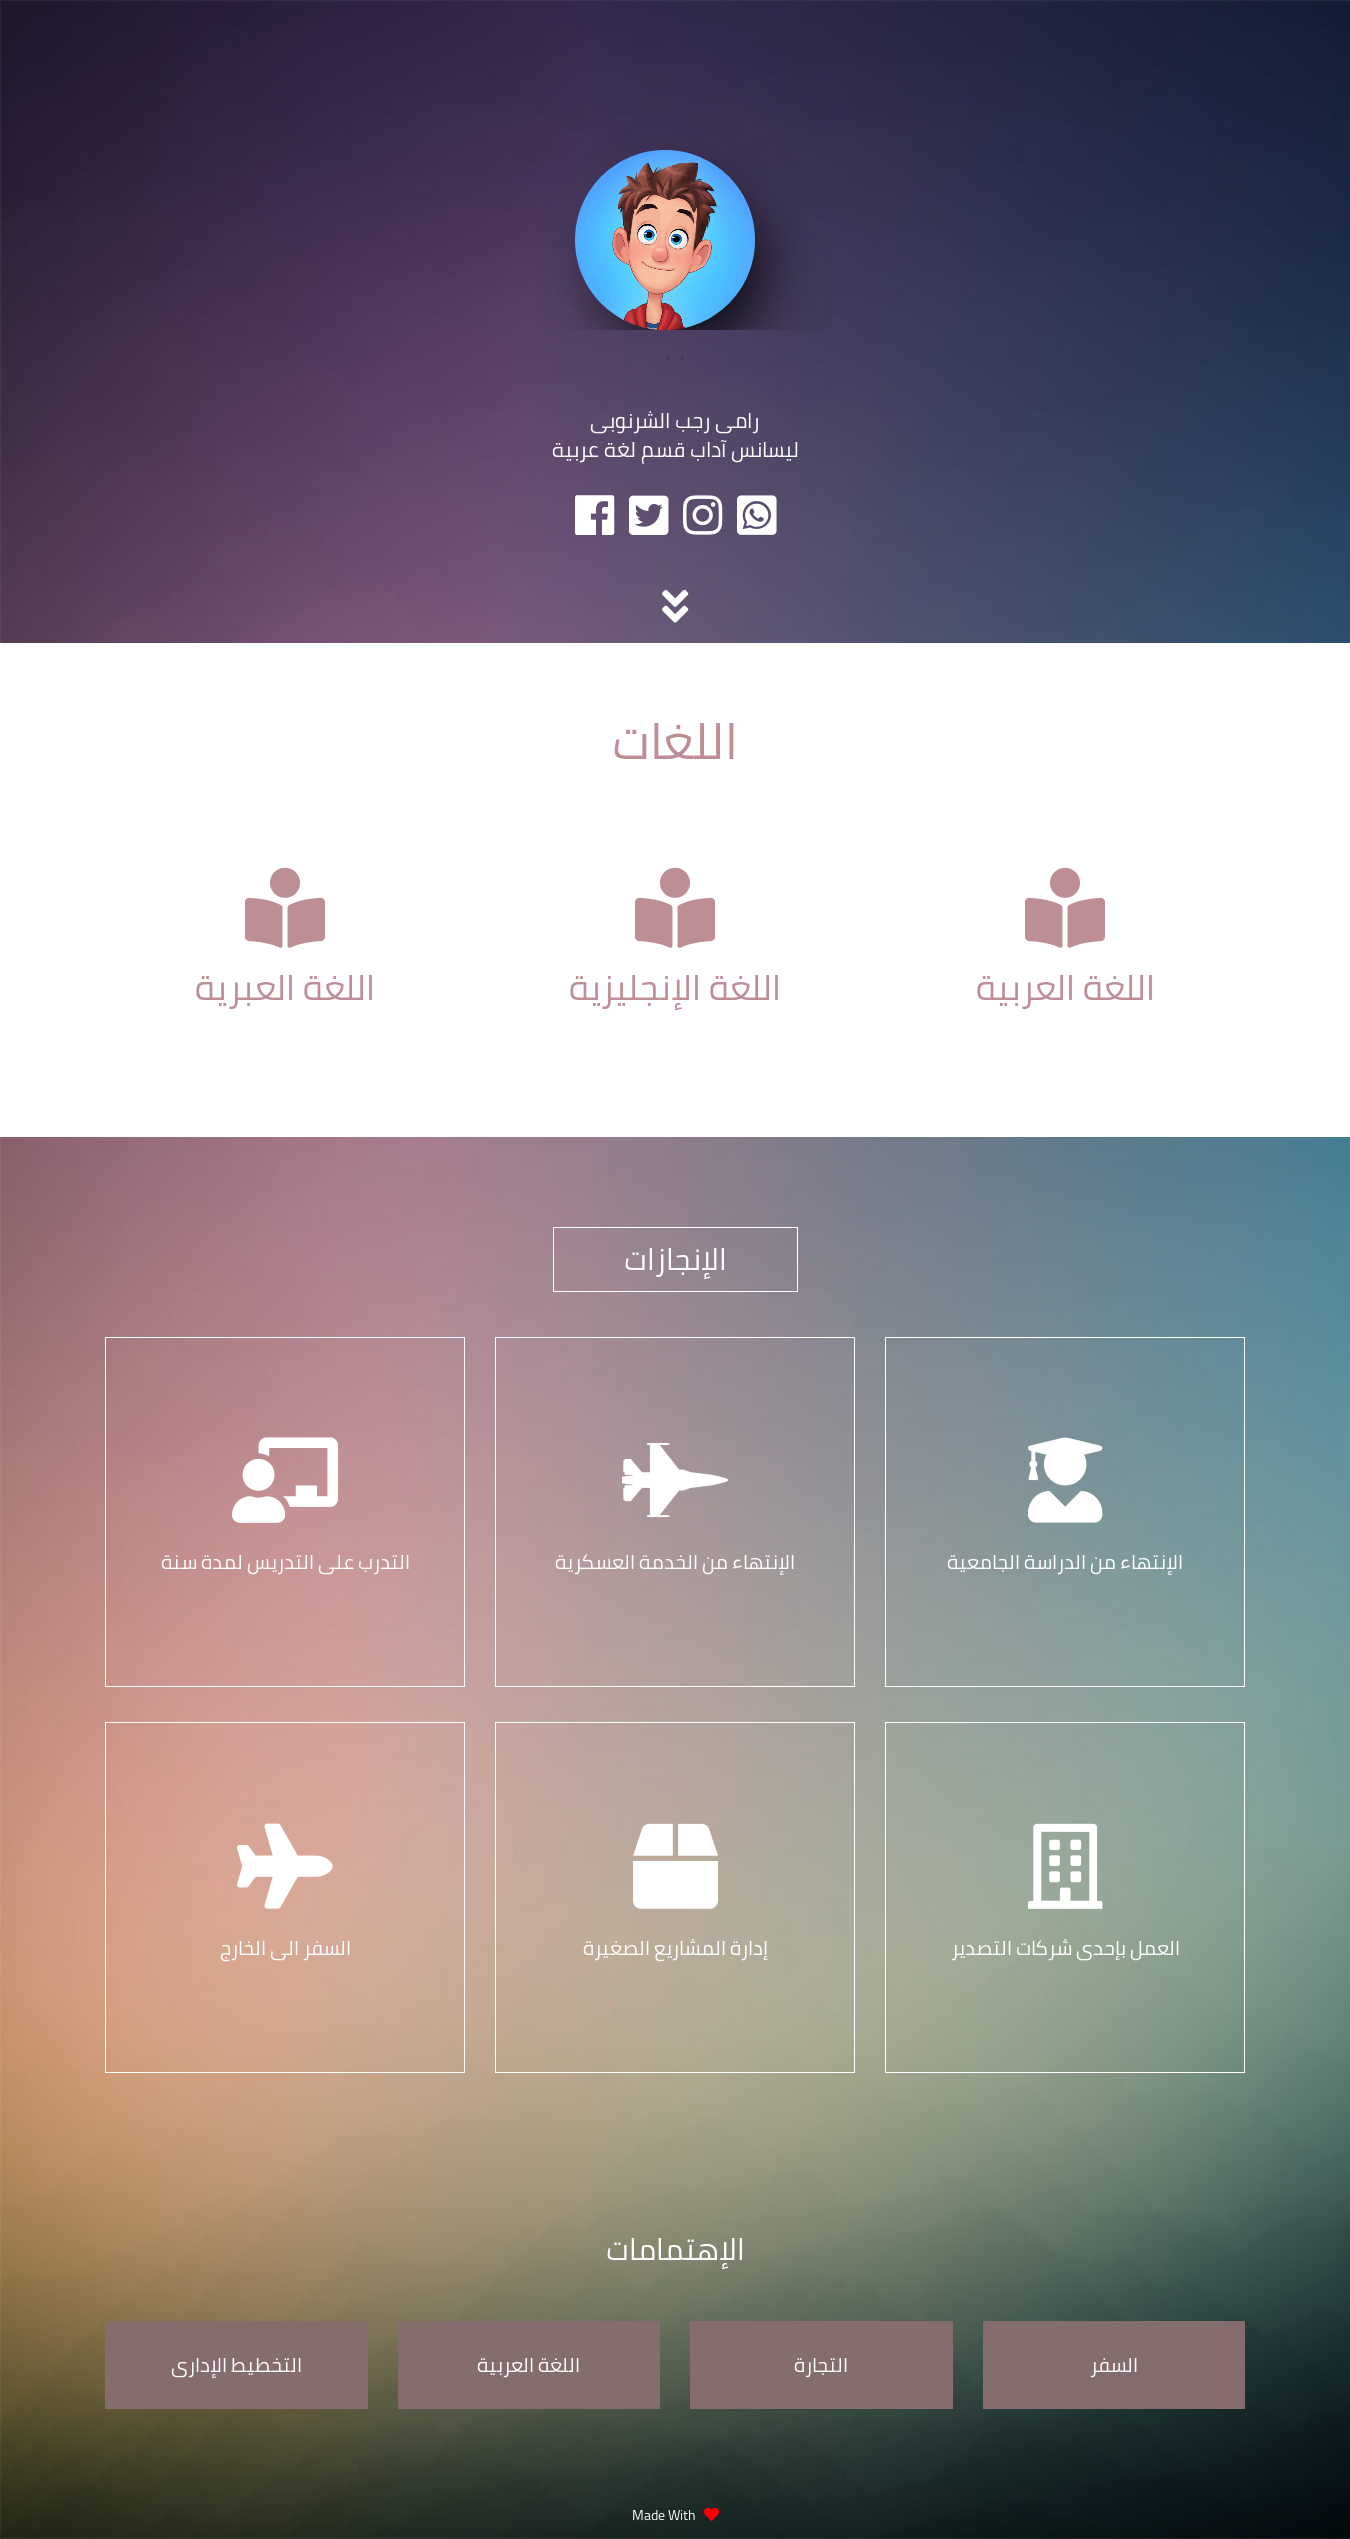 رامى رجب الشرنوبى
ليسانس آداب قسم لغة عربية
اللغات
اللغة العربية
اللغة الإنجليزية
اللغة العبرية
الإنجازات
الإنتهاء من الدراسة الجامعية
الإنتهاء من الخدمة العسكرية
التدرب على التدريس لمدة سنة
العمل بإحدى شركات التصدير
إدارة المشاريع الصغيرة
السفر الى الخارج
الإهتمامات
السفر
التجارة
اللغة العربية
التخطيط الإدارى
Made With